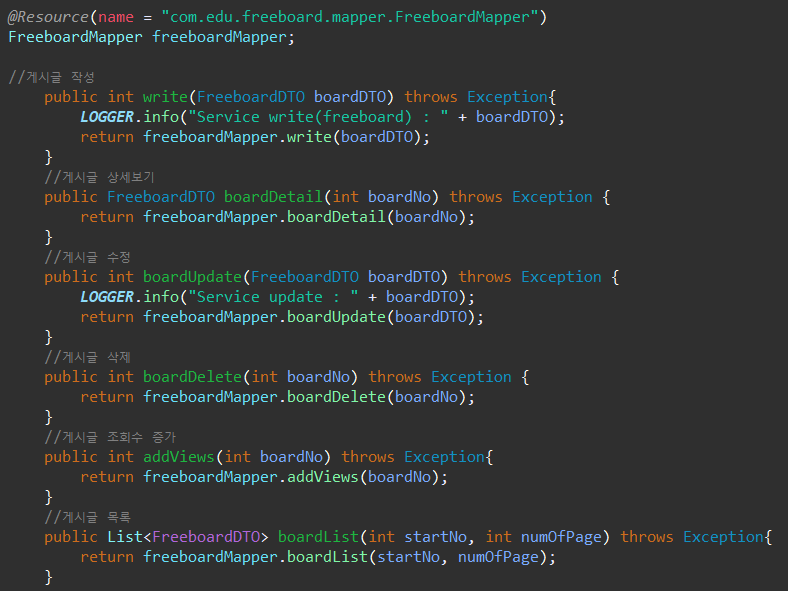 @Resource(name = "com.edu.freeboard.mapper.FreeboardMapper")
FreeboardMapper freeboardMapper;
//게시글 작성
public int write(FreeboardDTO boardDTO) throws Exception{
LOGGER.info("Service write(freeboard) : " + boardDTO);
return freeboardMapper.write(boardDTO);
}
//게시글 상세보기
public FreeboardDTO boardDetail(int boardNo) throws Exception {
return freeboardMapper.boardDetail(boardNo);
}
//게시글 수정
public int boardUpdate(FreeboardDTO boardDTO) throws Exception {
LOGGER.info("Service update : " + boardDTO);
return freeboardMapper.boardUpdate(boardDTO);
}
//게시글 삭제
public int boardDelete(int boardNo) throws Exception {
return freeboardMapper.boardDelete(boardNo);
}
//게시글 조회수 증가
public int addViews(int boardNo) throws Exception{
return freeboardMapper.addViews(boardNo);
}
//게시글 목록
public List<FreeboardDTO> boardList(int startNo, int numOfPage) throws Exception{
return freeboardMapper.boardList(startNo, numOfPage);
}